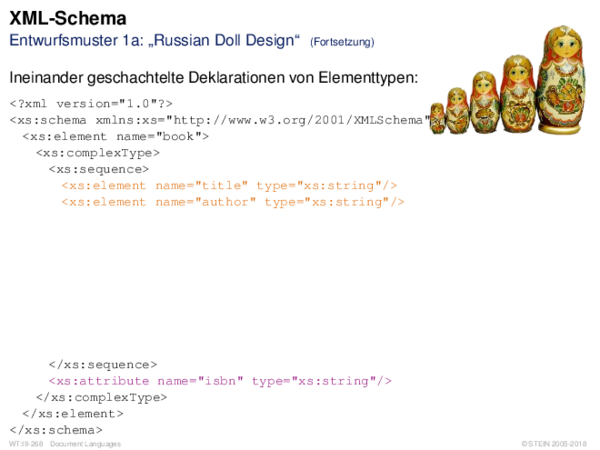 XML-Schema
Entwurfsmuster 1a: „Russian Doll Design“ (Fortsetzung)
Ineinander geschachtelte Deklarationen von Elementtypen:
<?xml version="1.0"?>
<xs:schema xmlns:xs="http://www.w3.org/2001/XMLSchema"
<xs:element name="book">
<xs:complexType>
<xs:sequence>
<xs:element name="title" type="xs:string"/>
<xs:element name="author" type="xs:string"/>
</xs:sequence>
<xs:attribute name="isbn" type="xs:string"/>
</xs:complexType>
</xs:element>
</xs:schema>
WT:III-268 Document Languages © STEIN 2005-2018